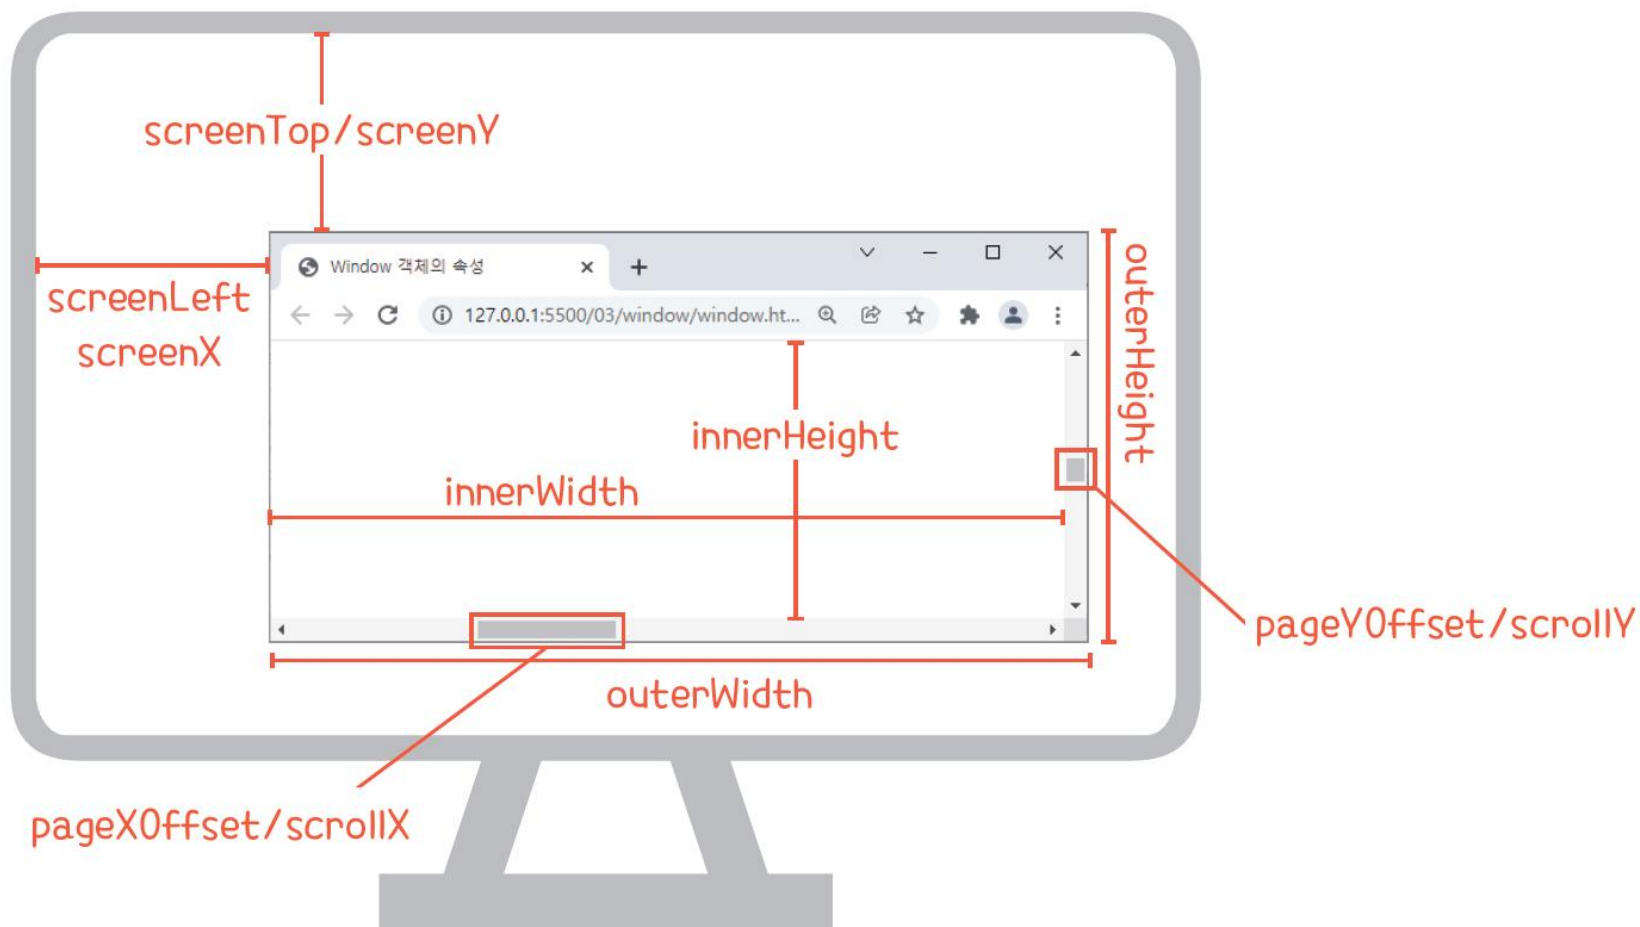 screenTop/screenY
Window 객체의 속성
screenLeft
screenX
127.0.0.1:5500/03/window/window.ht...
outerHeight
innerHeight
innerWidth
pageYOffset/scrollY
outerWidth
pageXOffset/scrollX